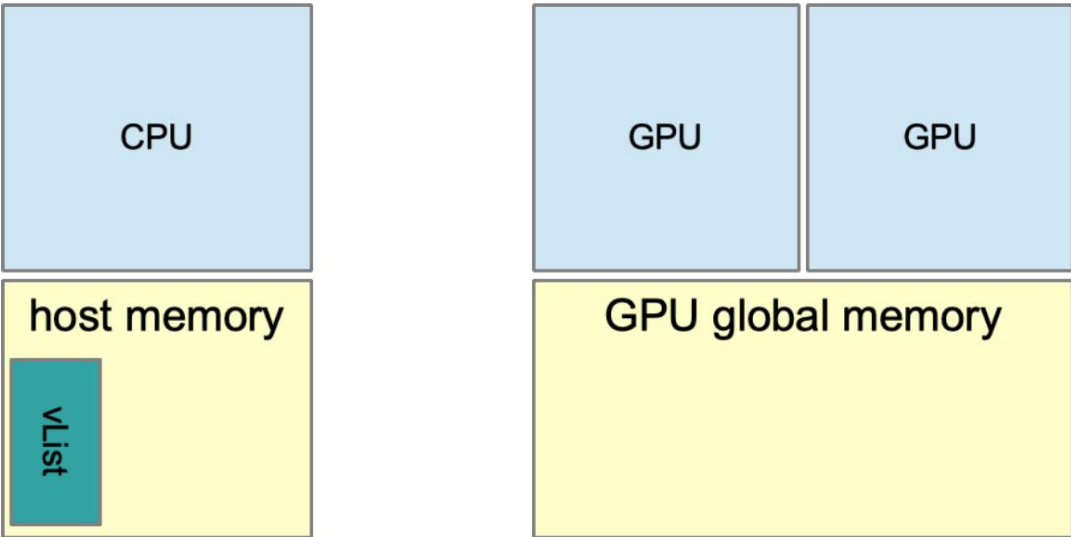 CPU
GPU
GPU
host memory
GPU global memory
vList